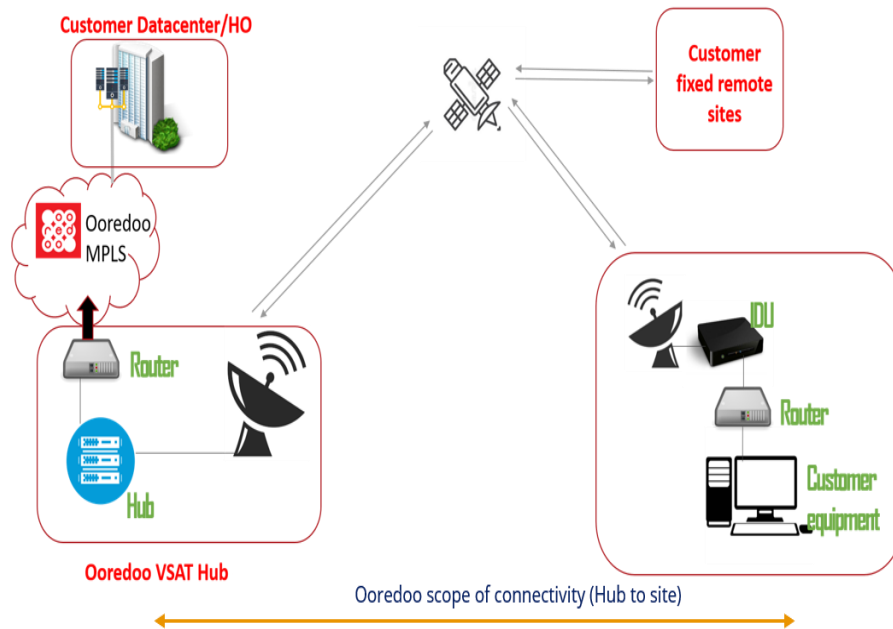 Customer Datacenter/HO
Customer
fixed remote
sites
Ooredoo
MPLS
Router
Hub
IDU
Router
Customer
equipment
Ooredoo VSAT Hub
Ooredoo scope of connectivity (Hub to site)